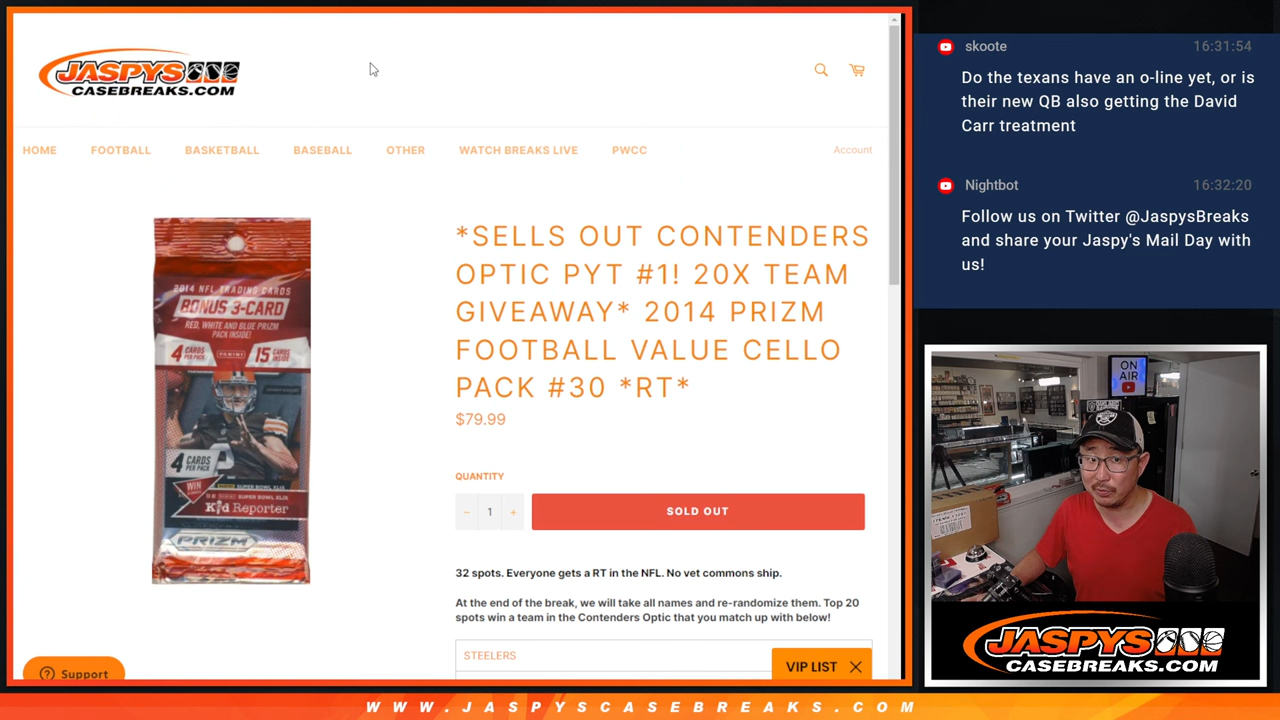 JASPYS
CASEBREAKS.COM
HOME
FOOTBALL
BASKETBALL
BASEBALL
OTHER
WATCH BREAKS LIVE
PWCC
Account
2014 NFL TRADING CARDS
BONUS 3-CARD
RED, WHITE AND BLUE PRIZM
PACK INSIDE!
4 CARDS PER PACK
PANINI
15 CARDS INSIDE
4 CARDS PER PACK
WIN
SUPER BOWL XLIX
Kid Reporter
PRIZM
*SELLS OUT CONTENDERS
OPTIC PYT #1! 20X TEAM
GIVEAWAY* 2014 PRIZM
FOOTBALL VALUE CELLO
PACK #30 *RT*
$79.99
QUANTITY
− 1 +
SOLD OUT
32 spots. Everyone gets a RT in the NFL. No vet commons ship.
At the end of the break, we will take all names and re-randomize them. Top 20
spots win a team in the Contenders Optic that you match up with below!
STEELERS
VIP LIST
Support
skoote
16:31:54
Do the texans have an o-line yet, or is
their new QB also getting the David
Carr treatment
Nightbot
16:32:20
Follow us on Twitter @JaspysBreaks
and share your Jaspy's Mail Day with
us!
ON
AIR
RAIDERS
JASPYS
CASEBREAKS.COM
WWW.JASPYSCASEBREAKS.COM